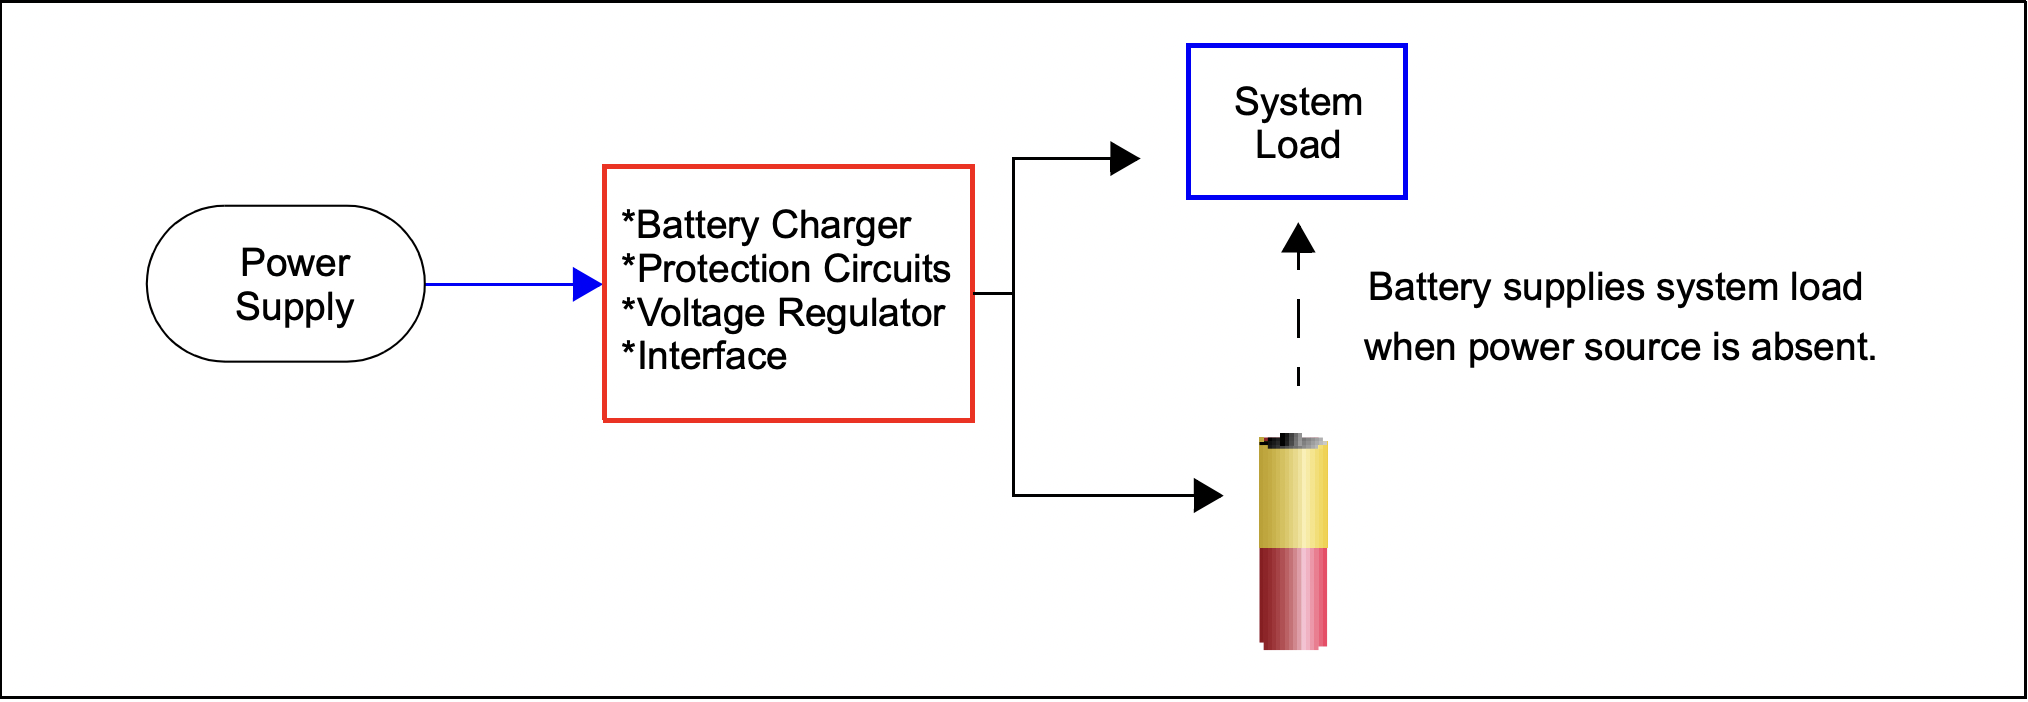 Power
Supply
*Battery Charger
*Protection Circuits
*Voltage Regulator
*Interface
System
Load
Battery supplies system load
when power source is absent.